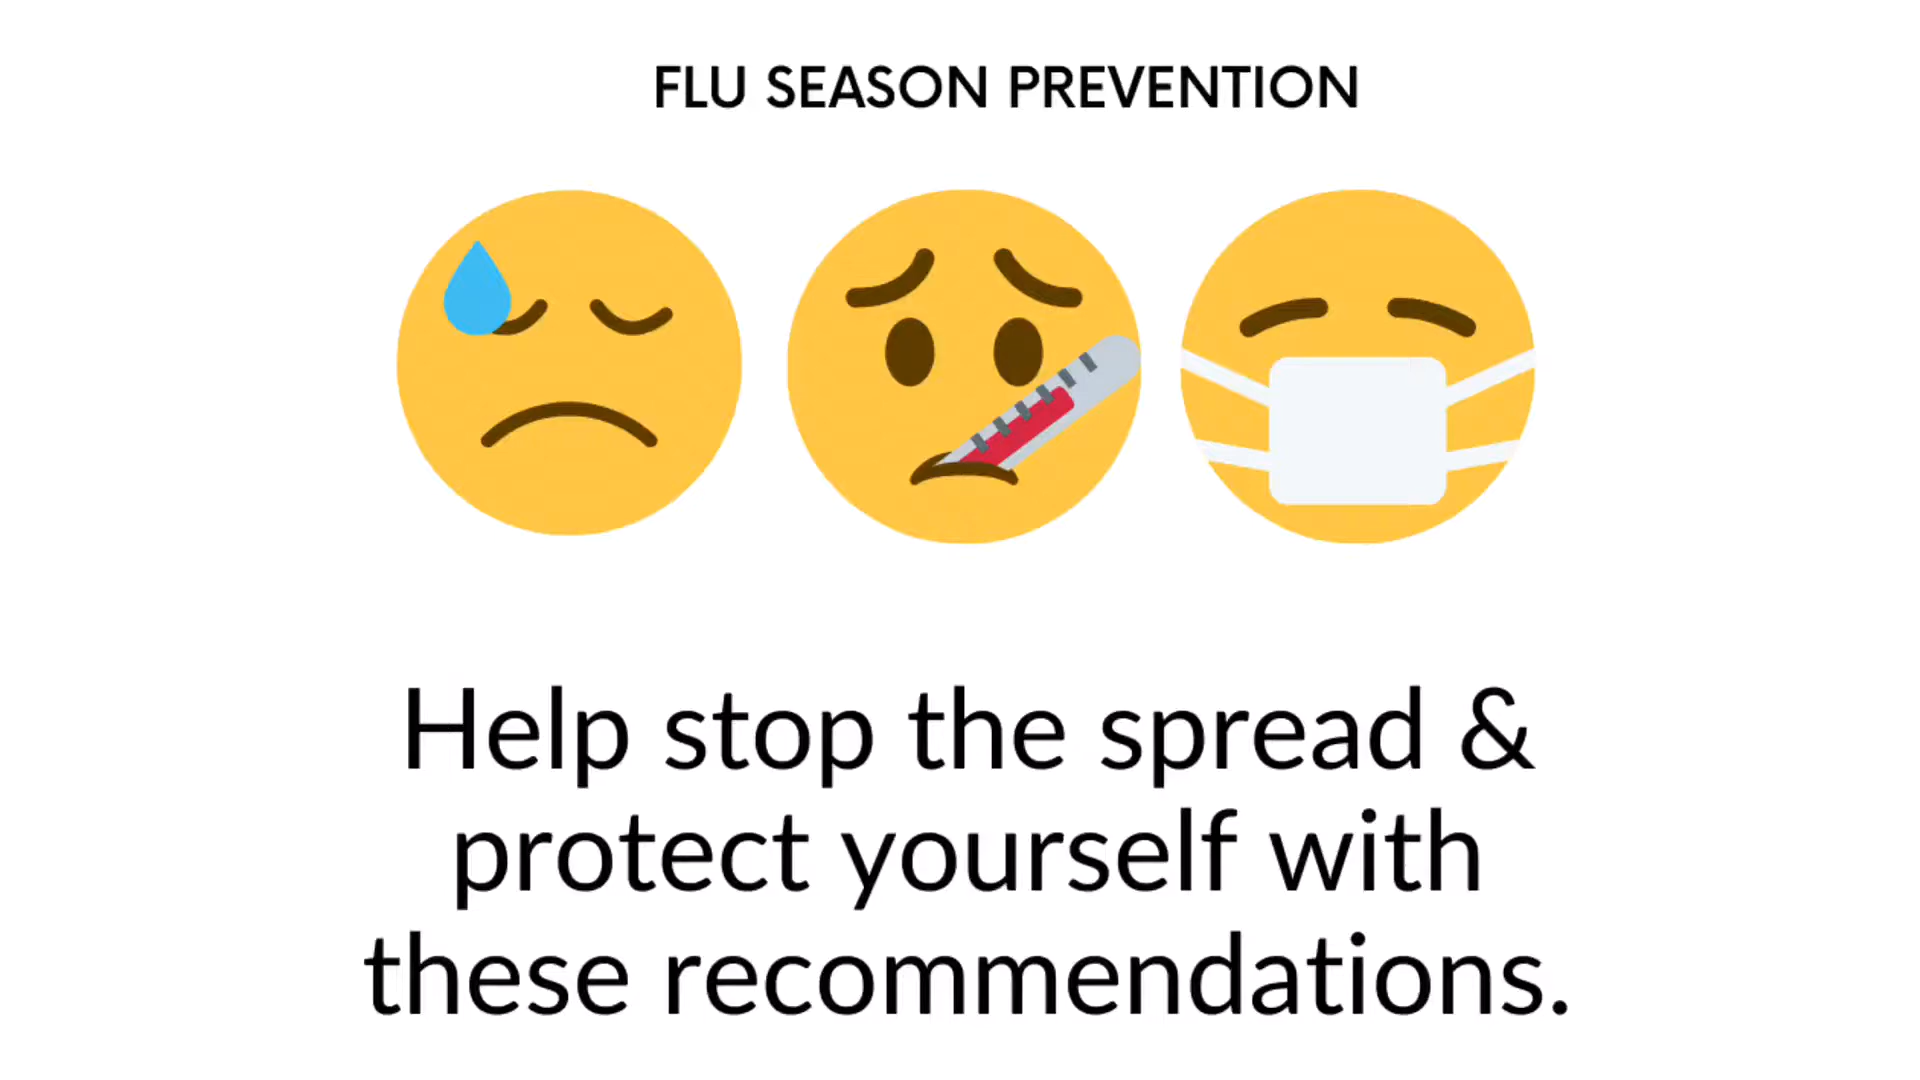 FLU SEASON PREVENTION
Help stop the spread &
protect yourself with
these recommendations.